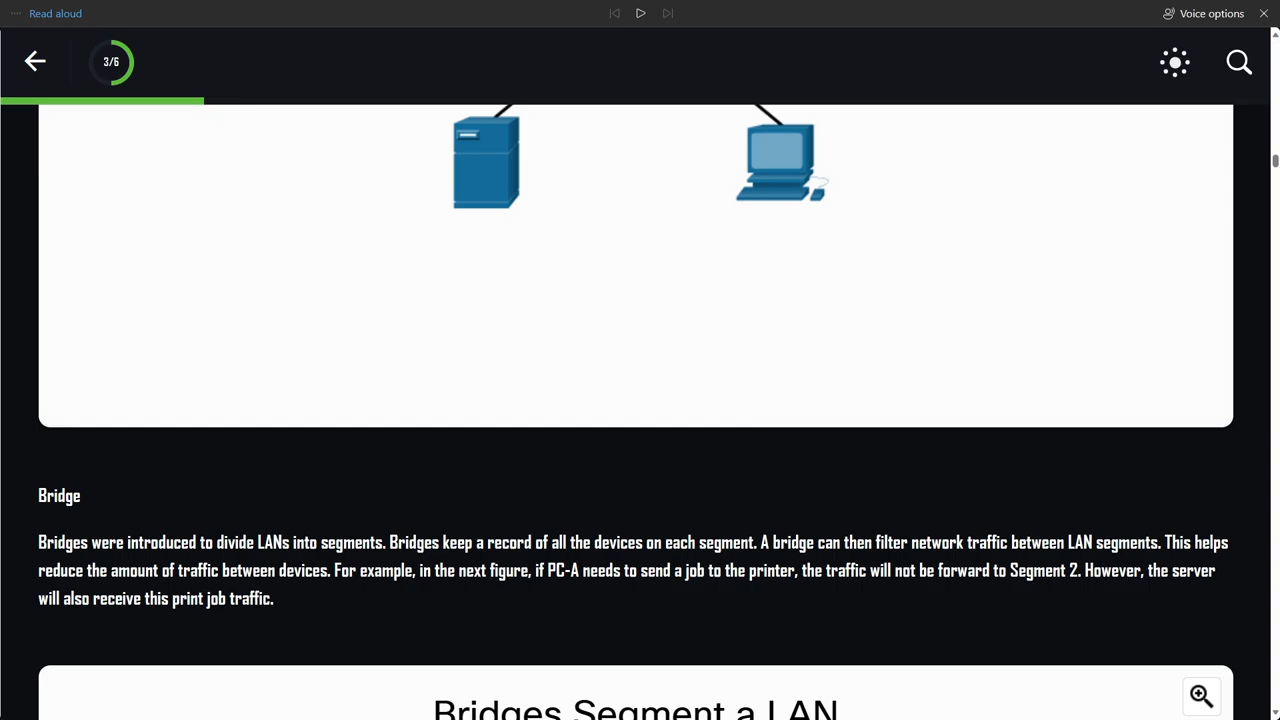 Read aloud
Voice options
3/6
Bridge
Bridges were introduced to divide LANs into segments. Bridges keep a record of all the devices on each segment. A bridge can then filter network traffic between LAN segments. This helps
reduce the amount of traffic between devices. For example, in the next figure, if PC-A needs to send a job to the printer, the traffic will not be forward to Segment 2. However, the server
will also receive this print job traffic.
Bridges Segment a LAN